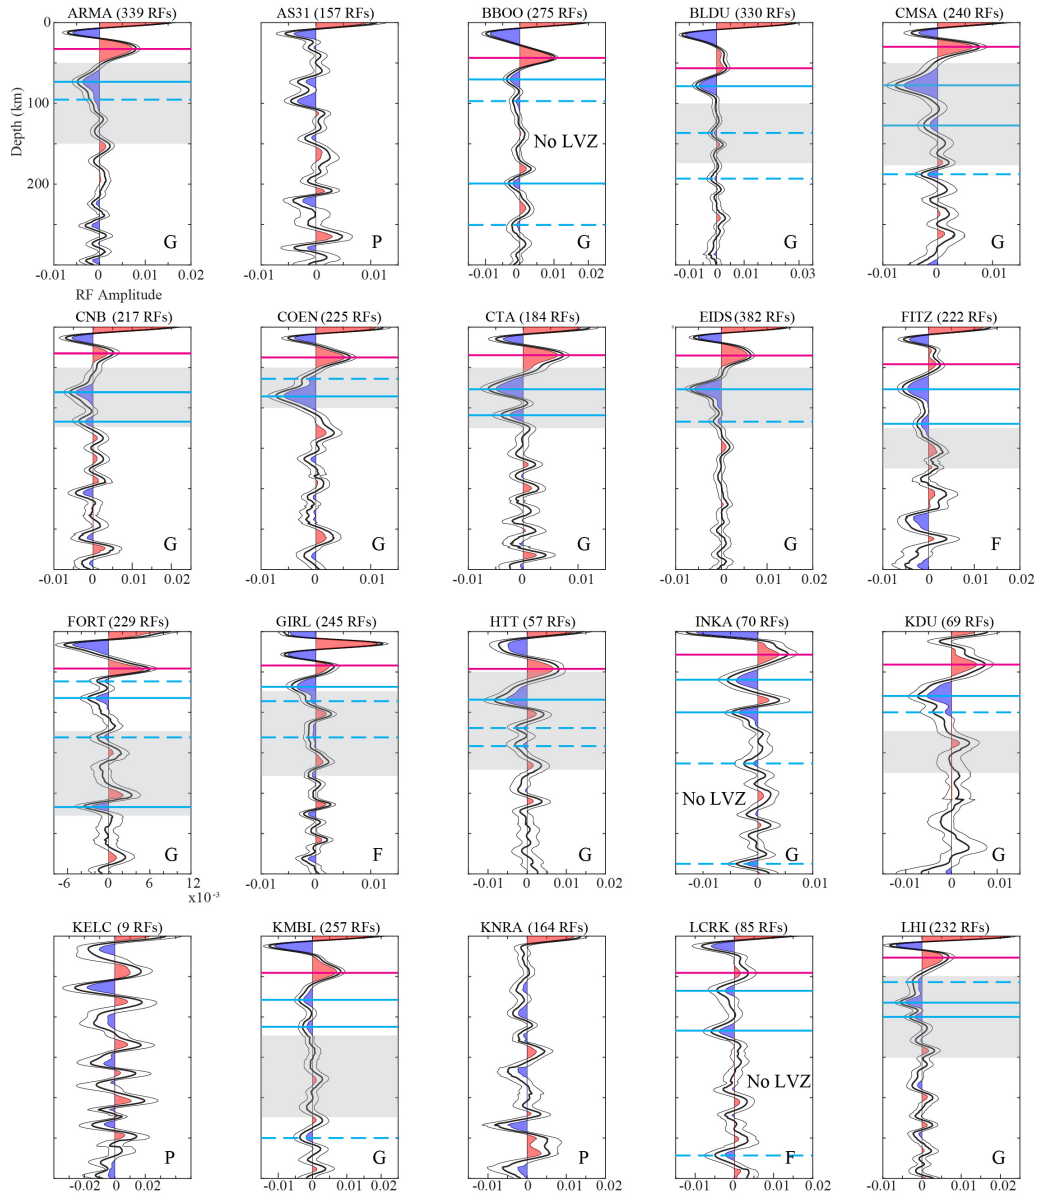 ARMA (339 RFs) AS31 (157 RFs) BBOO (275 RFs) BLDU (330 RFs) CMSA (240 RFs)
0
100
200
Depth (km)
No LVZ
G P G G G
-0.01 0 0.01 0.02 -0.01 0 0.01 -0.01 0 0.01 0.02 -0.01 0 0.01 0.03 -0.01 0 0.01
RF Amplitude
CNB (217 RFs) COEN (225 RFs) CTA (184 RFs) EIDS (382 RFs) FITZ (222 RFs)
G G G G F
-0.01 0 0.01 0.02 -0.01 0 0.01 -0.01 0 0.01 0.02 -0.01 0 0.01 0.02 -0.01 0 0.01 0.02
FORT (229 RFs) GIRL (245 RFs) HTT (57 RFs) INKA (70 RFs) KDU (69 RFs)
No LVZ
G F G G G
-6 0 6 12 -0.01 0 0.01 -0.01 0 0.01 0.02 -0.01 0 0.01 -0.01 0 0.01
x10⁻³
KELC (9 RFs) KMBL (257 RFs) KNRA (164 RFs) LCRK (85 RFs) LHI (232 RFs)
No LVZ
P G P F G
-0.02 0 0.02 -0.01 0 0.01 0.02 -0.01 0 0.01 0.02 -0.01 0 0.01 0.02 -0.01 0 0.01 0.02